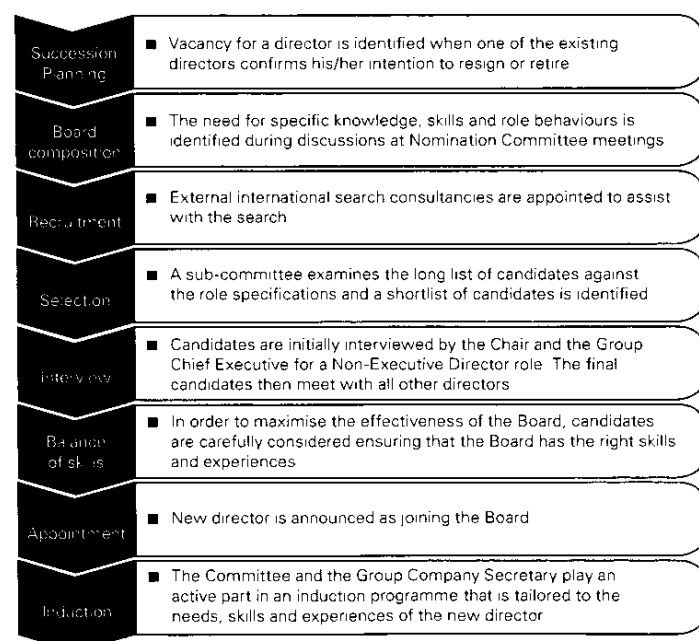 Succession
Planning
■ Vacancy for a director is identified when one of the existing
directors confirms his/her intention to resign or retire
Board
composition
■ The need for specific knowledge, skills and role behaviours is
identified during discussions at Nomination Committee meetings
Recruitment
■ External international search consultancies are appointed to assist
with the search
Selection
■ A sub-committee examines the long list of candidates against
the role specifications and a shortlist of candidates is identified
Interview
■ Candidates are initially interviewed by the Chair and the Group
Chief Executive for a Non-Executive Director role The final
candidates then meet with all other directors
Balance
of skills
■ In order to maximise the effectiveness of the Board, candidates
are carefully considered ensuring that the Board has the right skills
and experiences
Appointment
■ New director is announced as joining the Board
Induction
■ The Committee and the Group Company Secretary play an
active part in an induction programme that is tailored to the
needs, skills and experiences of the new director